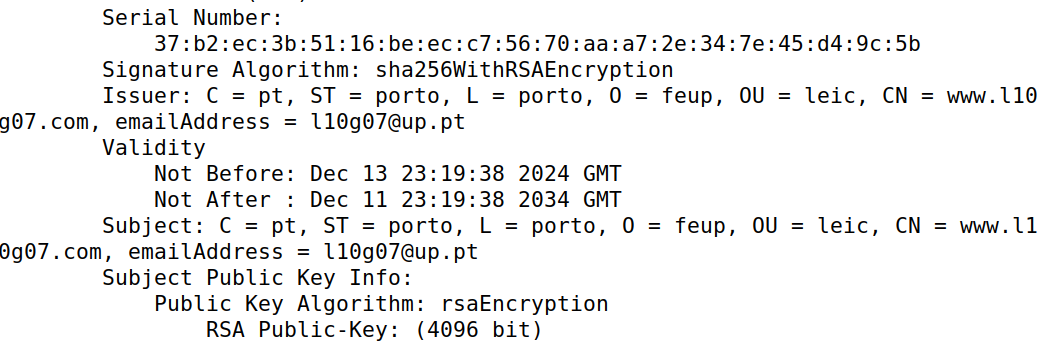 Serial Number:
37:b2:ec:3b:51:16:be:ec:c7:56:70:aa:a7:2e:34:7e:45:d4:9c:5b
Signature Algorithm: sha256WithRSAEncryption
Issuer: C = pt, ST = porto, L = porto, O = feup, OU = leic, CN = www.l10
g07.com, emailAddress = l10g07@up.pt
Validity
Not Before: Dec 13 23:19:38 2024 GMT
Not After : Dec 11 23:19:38 2034 GMT
Subject: C = pt, ST = porto, L = porto, O = feup, OU = leic, CN = www.l1
0g07.com, emailAddress = l10g07@up.pt
Subject Public Key Info:
Public Key Algorithm: rsaEncryption
RSA Public-Key: (4096 bit)